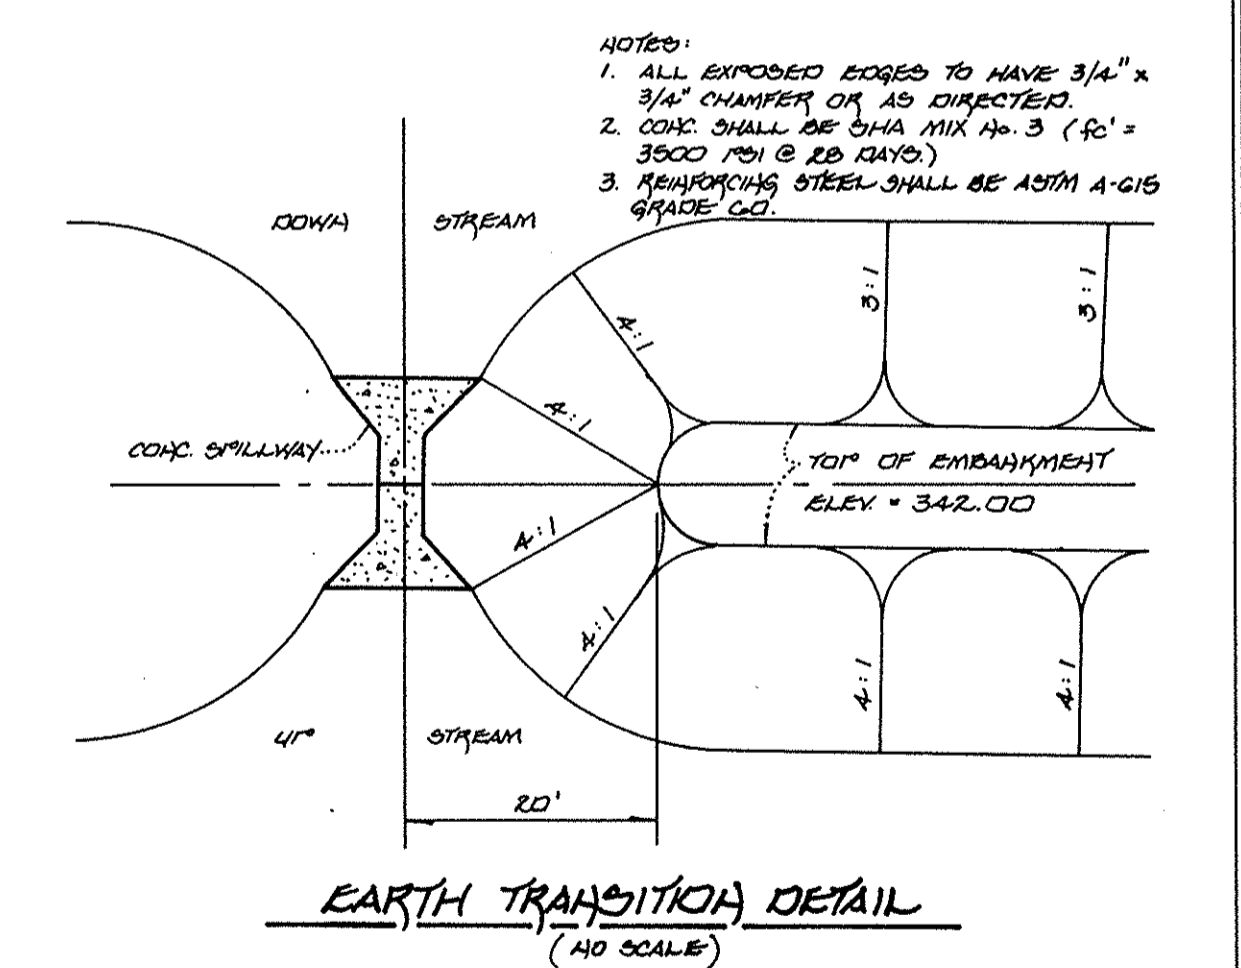 NOTES:
1. ALL EXPOSED EDGES TO HAVE 3/4" x
3/4" CHAMFER OR AS DIRECTED.
2. CONC. SHALL BE SHA MIX No. 3 (fc' =
3500 PSI @ 28 DAYS.)
3. REINFORCING STEEL SHALL BE ASTM A-615
GRADE 60.
DOWN STREAM
3:1
3:1
4:1
4:1
CONC. SPILLWAY
TOP OF EMBANKMENT
ELEV. = 342.00
4:1
4:1
4:1
4:1
UP STREAM
20'
EARTH TRANSITION DETAIL
(NO SCALE)